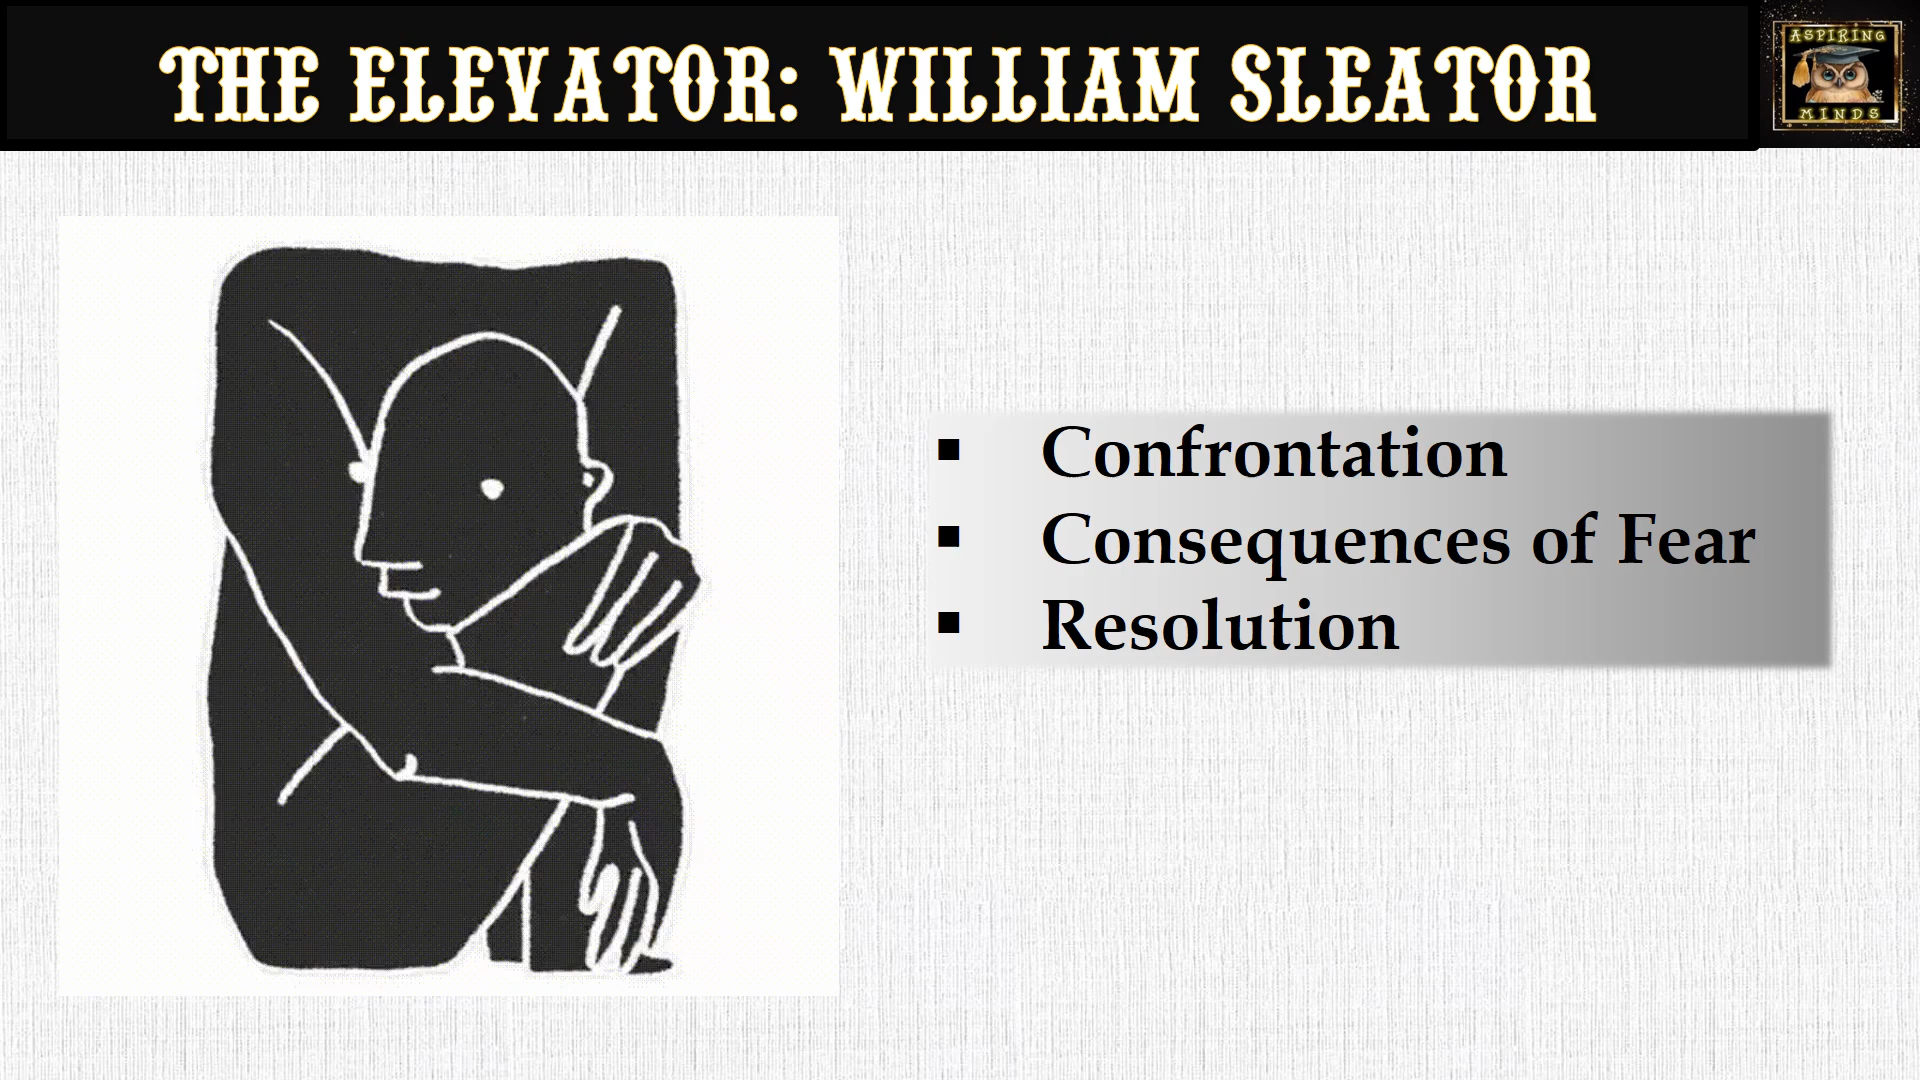 THE ELEVATOR: WILLIAM SLEATOR
ASPIRING
MINDS
▪ Confrontation
▪ Consequences of Fear
▪ Resolution